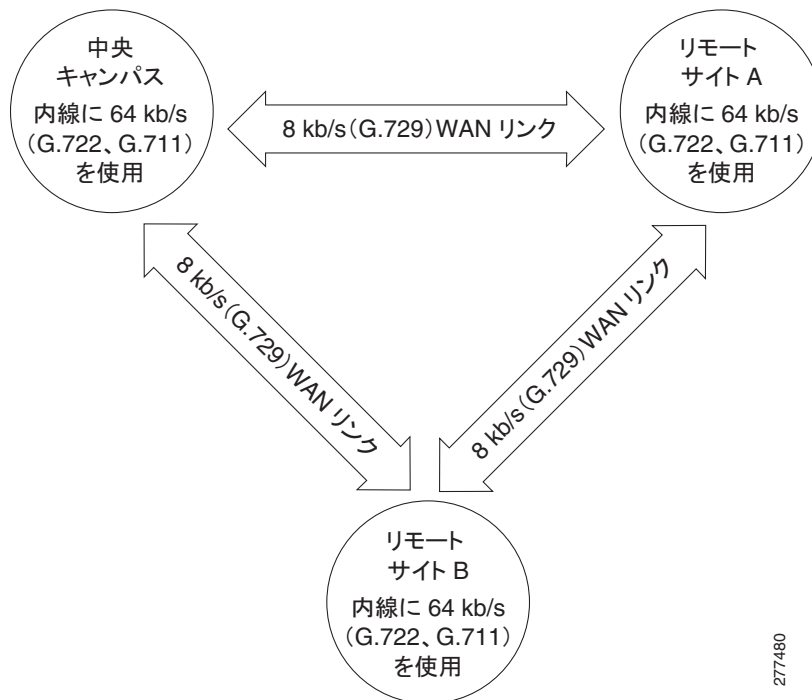 中央
キャンパス
内線に 64 kb/s
（G.722、G.711）
を使用
8 kb/s（G.729）WAN リンク
リモート
サイト A
内線に 64 kb/s
（G.722、G.711）
を使用
8 kb/s（G.729）WAN リンク
8 kb/s（G.729）WAN リンク
リモート
サイト B
内線に 64 kb/s
（G.722、G.711）
を使用
277480